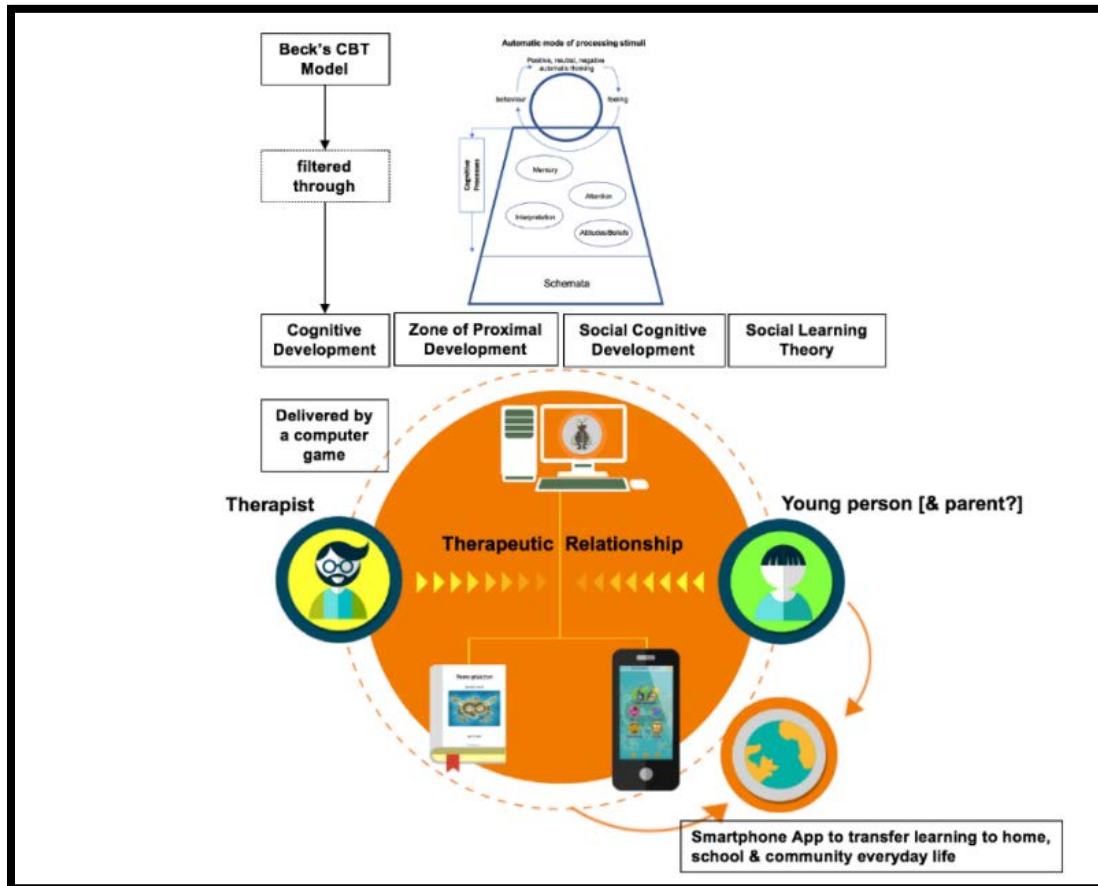 Beck's CBT
Model
filtered
through
Automatic mode of processing stimuli
Positive, neutral, negative
automatic thinking
behaviour
feeling
Cognitive
Processes
Memory
Attention
Interpretation
Attitudes/Beliefs
Schemata
Cognitive
Development
Zone of Proximal
Development
Social Cognitive
Development
Social Learning
Theory
Delivered by
a computer
game
Therapist
Young person [& parent?]
Therapeutic Relationship
Smartphone App to transfer learning to home,
school & community everyday life